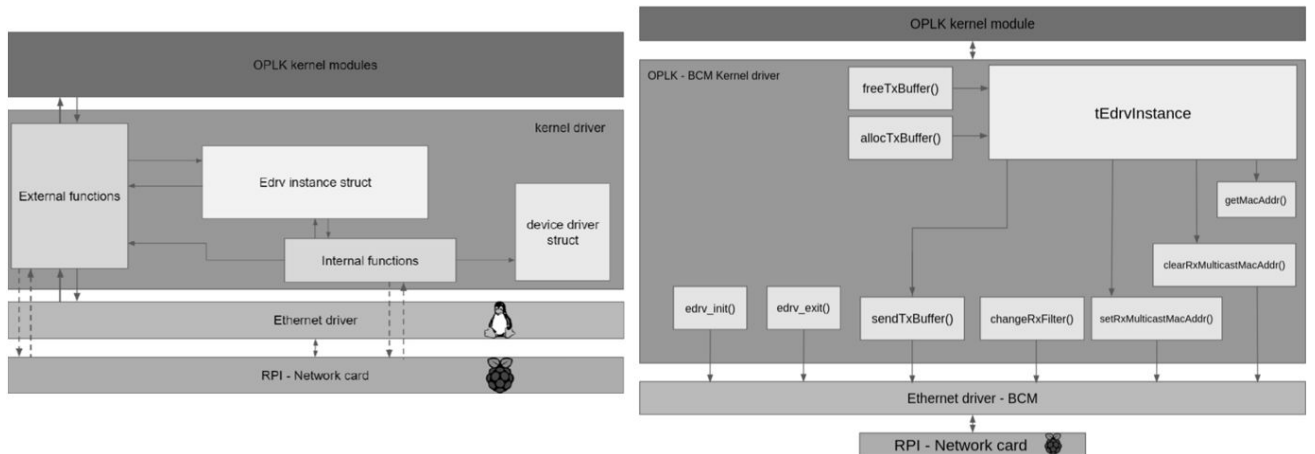 OPLK kernel modules
kernel driver
External functions
Edrv instance struct
device driver
struct
Internal functions
Ethernet driver
RPI - Network card
OPLK kernel module
OPLK - BCM Kernel driver
freeTxBuffer()
tEdrvInstance
allocTxBuffer()
getMacAddr()
clearRxMulticastMacAddr()
edrv_init()
edrv_exit()
sendTxBuffer()
changeRxFilter()
setRxMulticastMacAddr()
Ethernet driver - BCM
RPI - Network card